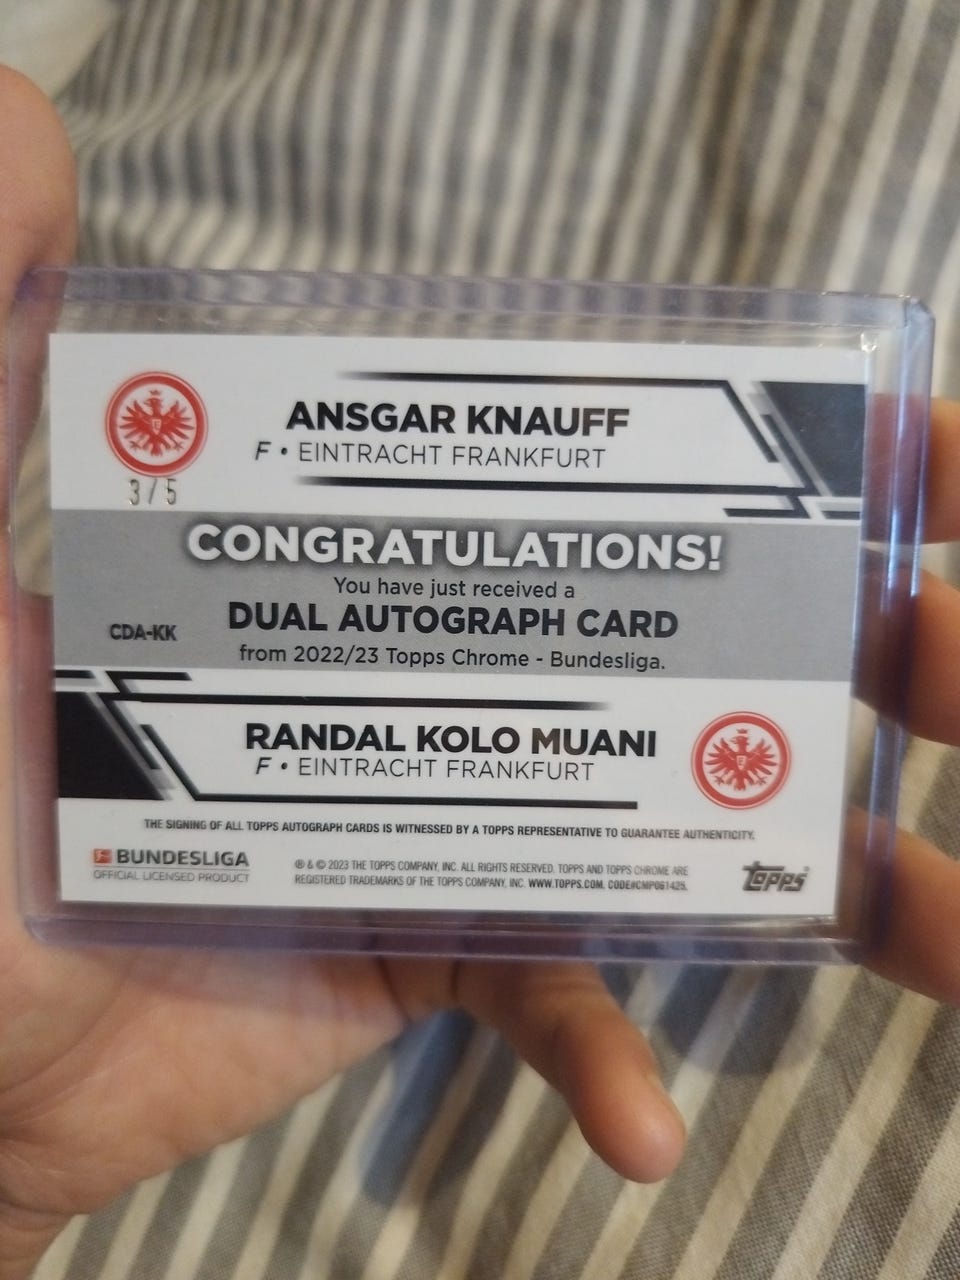 ANSGAR KNAUFF
F • EINTRACHT FRANKFURT
3/5
CONGRATULATIONS!
You have just received a
DUAL AUTOGRAPH CARD
CDA-KK
from 2022/23 Topps Chrome - Bundesliga.
RANDAL KOLO MUANI
F • EINTRACHT FRANKFURT
THE SIGNING OF ALL TOPPS AUTOGRAPH CARDS IS WITNESSED BY A TOPPS REPRESENTATIVE TO GUARANTEE AUTHENTICITY.
BUNDESLIGA
OFFICIAL LICENSED PRODUCT
® & © 2023 THE TOPPS COMPANY, INC. ALL RIGHTS RESERVED. TOPPS AND TOPPS CHROME ARE
REGISTERED TRADEMARKS OF THE TOPPS COMPANY, INC. WWW.TOPPS.COM. CODE#CMP061425.
Topps®